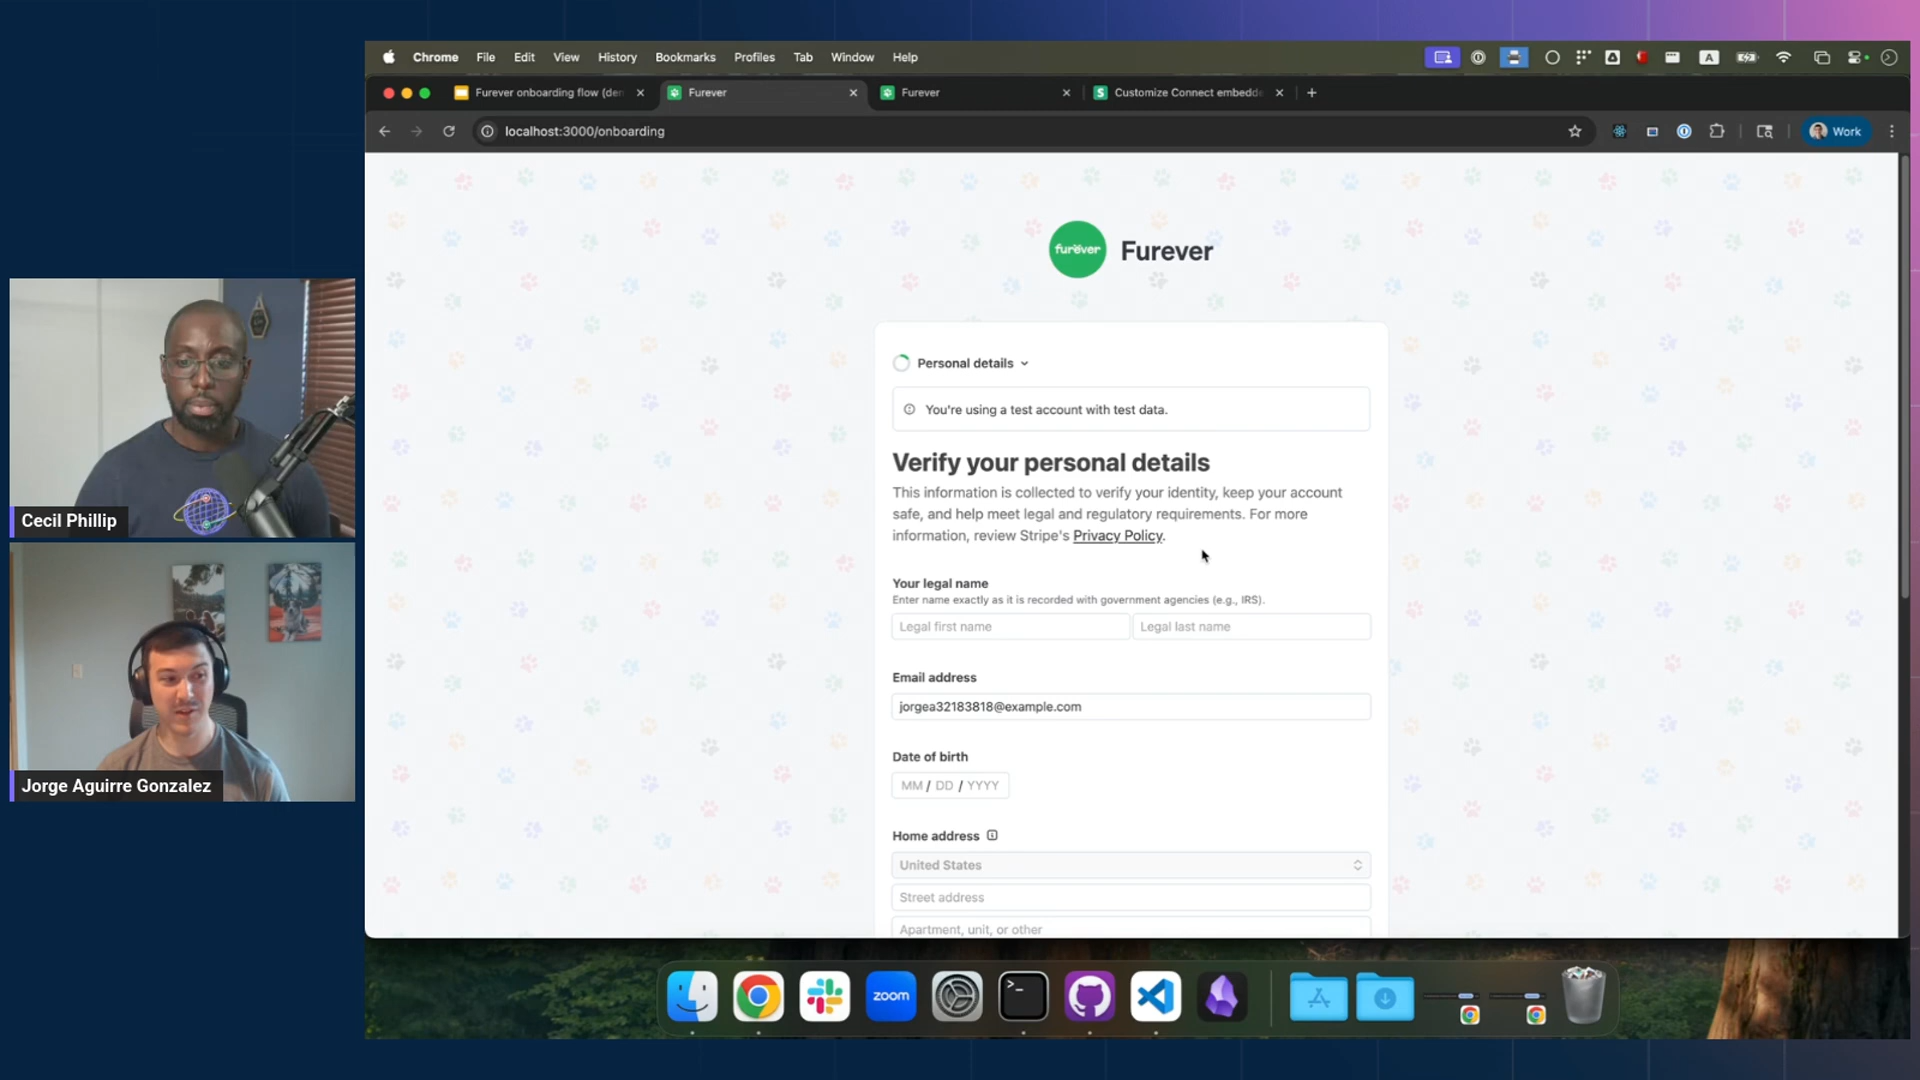 Chrome File Edit View History Bookmarks Profiles Tab Window Help
A
Furever onboarding flow (den
Furever
Furever
Customize Connect embedde
localhost:3000/onboarding
Work
furever
Furever
Personal details
You're using a test account with test data.
Verify your personal details
This information is collected to verify your identity, keep your account
safe, and help meet legal and regulatory requirements. For more
information, review Stripe's Privacy Policy.
Your legal name
Enter name exactly as it is recorded with government agencies (e.g., IRS).
Legal first name
Legal last name
Email address
jorgea32183818@example.com
Date of birth
MM / DD / YYYY
Home address
United States
Street address
Apartment, unit, or other
Cecil Phillip
Jorge Aguirre Gonzalez
zoom